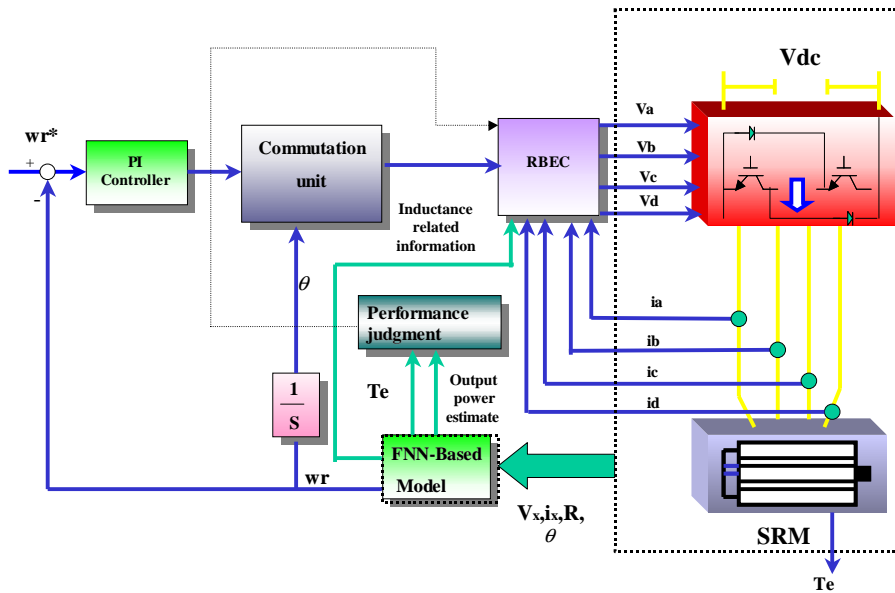 Vdc
wr*
+
-
PI
Controller
Commutation
unit
RBEC
Va
Vb
Vc
Vd
Inductance
related
information
θ
Performance
judgment
ia
ib
ic
id
Te
Output
power
estimate
1
S
FNN-Based
Model
wr
Vx,ix,R,
θ
SRM
Te